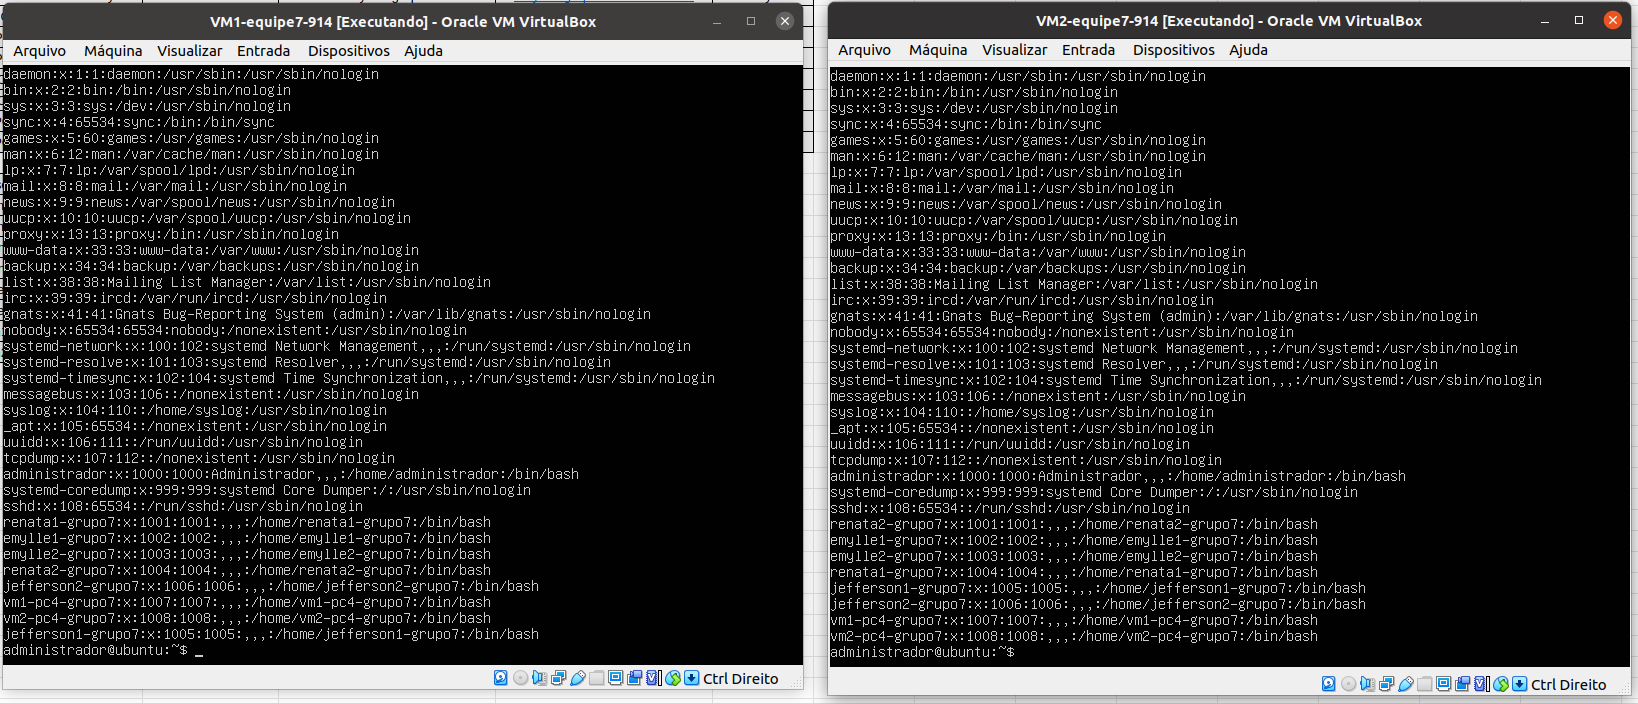 VM1-equipe7-914 [Executando] - Oracle VM VirtualBox
Arquivo Máquina Visualizar Entrada Dispositivos Ajuda
daemon:x:1:1:daemon:/usr/sbin:/usr/sbin/nologin
bin:x:2:2:bin:/bin:/usr/sbin/nologin
sys:x:3:3:sys:/dev:/usr/sbin/nologin
sync:x:4:65534:sync:/bin:/bin/sync
games:x:5:60:games:/usr/games:/usr/sbin/nologin
man:x:6:12:man:/var/cache/man:/usr/sbin/nologin
lp:x:7:7:lp:/var/spool/lpd:/usr/sbin/nologin
mail:x:8:8:mail:/var/mail:/usr/sbin/nologin
news:x:9:9:news:/var/spool/news:/usr/sbin/nologin
uucp:x:10:10:uucp:/var/spool/uucp:/usr/sbin/nologin
proxy:x:13:13:proxy:/bin:/usr/sbin/nologin
www-data:x:33:33:www-data:/var/www:/usr/sbin/nologin
backup:x:34:34:backup:/var/backups:/usr/sbin/nologin
list:x:38:38:Mailing List Manager:/var/list:/usr/sbin/nologin
irc:x:39:39:ircd:/var/run/ircd:/usr/sbin/nologin
gnats:x:41:41:Gnats Bug-Reporting System (admin):/var/lib/gnats:/usr/sbin/nologin
nobody:x:65534:65534:nobody:/nonexistent:/usr/sbin/nologin
systemd-network:x:100:102:systemd Network Management,,,:/run/systemd:/usr/sbin/nologin
systemd-resolve:x:101:103:systemd Resolver,,,:/run/systemd:/usr/sbin/nologin
systemd-timesync:x:102:104:systemd Time Synchronization,,,:/run/systemd:/usr/sbin/nologin
messagebus:x:103:106::/nonexistent:/usr/sbin/nologin
syslog:x:104:110::/home/syslog:/usr/sbin/nologin
_apt:x:105:65534::/nonexistent:/usr/sbin/nologin
uuidd:x:106:111::/run/uuidd:/usr/sbin/nologin
tcpdump:x:107:112::/nonexistent:/usr/sbin/nologin
administrador:x:1000:1000:Administrador,,,:/home/administrador:/bin/bash
systemd-coredump:x:999:999:systemd Core Dumper:/:/usr/sbin/nologin
sshd:x:108:65534::/run/sshd:/usr/sbin/nologin
renata1-grupo7:x:1001:1001:,,,:/home/renata1-grupo7:/bin/bash
emylle1-grupo7:x:1002:1002:,,,:/home/emylle1-grupo7:/bin/bash
emylle2-grupo7:x:1003:1003:,,,:/home/emylle2-grupo7:/bin/bash
renata2-grupo7:x:1004:1004:,,,:/home/renata2-grupo7:/bin/bash
jefferson2-grupo7:x:1006:1006:,,,:/home/jefferson2-grupo7:/bin/bash
vm1-pc4-grupo7:x:1007:1007:,,,:/home/vm1-pc4-grupo7:/bin/bash
vm2-pc4-grupo7:x:1008:1008:,,,:/home/vm2-pc4-grupo7:/bin/bash
jefferson1-grupo7:x:1005:1005:,,,:/home/jefferson1-grupo7:/bin/bash
administrador@ubuntu:~$ _
Ctrl Direito
VM2-equipe7-914 [Executando] - Oracle VM VirtualBox
Arquivo Máquina Visualizar Entrada Dispositivos Ajuda
daemon:x:1:1:daemon:/usr/sbin:/usr/sbin/nologin
bin:x:2:2:bin:/bin:/usr/sbin/nologin
sys:x:3:3:sys:/dev:/usr/sbin/nologin
sync:x:4:65534:sync:/bin:/bin/sync
games:x:5:60:games:/usr/games:/usr/sbin/nologin
man:x:6:12:man:/var/cache/man:/usr/sbin/nologin
lp:x:7:7:lp:/var/spool/lpd:/usr/sbin/nologin
mail:x:8:8:mail:/var/mail:/usr/sbin/nologin
news:x:9:9:news:/var/spool/news:/usr/sbin/nologin
uucp:x:10:10:uucp:/var/spool/uucp:/usr/sbin/nologin
proxy:x:13:13:proxy:/bin:/usr/sbin/nologin
www-data:x:33:33:www-data:/var/www:/usr/sbin/nologin
backup:x:34:34:backup:/var/backups:/usr/sbin/nologin
list:x:38:38:Mailing List Manager:/var/list:/usr/sbin/nologin
irc:x:39:39:ircd:/var/run/ircd:/usr/sbin/nologin
gnats:x:41:41:Gnats Bug-Reporting System (admin):/var/lib/gnats:/usr/sbin/nologin
nobody:x:65534:65534:nobody:/nonexistent:/usr/sbin/nologin
systemd-network:x:100:102:systemd Network Management,,,:/run/systemd:/usr/sbin/nologin
systemd-resolve:x:101:103:systemd Resolver,,,:/run/systemd:/usr/sbin/nologin
systemd-timesync:x:102:104:systemd Time Synchronization,,,:/run/systemd:/usr/sbin/nologin
messagebus:x:103:106::/nonexistent:/usr/sbin/nologin
syslog:x:104:110::/home/syslog:/usr/sbin/nologin
_apt:x:105:65534::/nonexistent:/usr/sbin/nologin
uuidd:x:106:111::/run/uuidd:/usr/sbin/nologin
tcpdump:x:107:112::/nonexistent:/usr/sbin/nologin
administrador:x:1000:1000:Administrador,,,:/home/administrador:/bin/bash
systemd-coredump:x:999:999:systemd Core Dumper:/:/usr/sbin/nologin
sshd:x:108:65534::/run/sshd:/usr/sbin/nologin
renata2-grupo7:x:1001:1001:,,,:/home/renata2-grupo7:/bin/bash
emylle1-grupo7:x:1002:1002:,,,:/home/emylle1-grupo7:/bin/bash
emylle2-grupo7:x:1003:1003:,,,:/home/emylle2-grupo7:/bin/bash
renata1-grupo7:x:1004:1004:,,,:/home/renata1-grupo7:/bin/bash
jefferson1-grupo7:x:1005:1005:,,,:/home/jefferson1-grupo7:/bin/bash
jefferson2-grupo7:x:1006:1006:,,,:/home/jefferson2-grupo7:/bin/bash
vm1-pc4-grupo7:x:1007:1007:,,,:/home/vm1-pc4-grupo7:/bin/bash
vm2-pc4-grupo7:x:1008:1008:,,,:/home/vm2-pc4-grupo7:/bin/bash
administrador@ubuntu:~$
Ctrl Direito